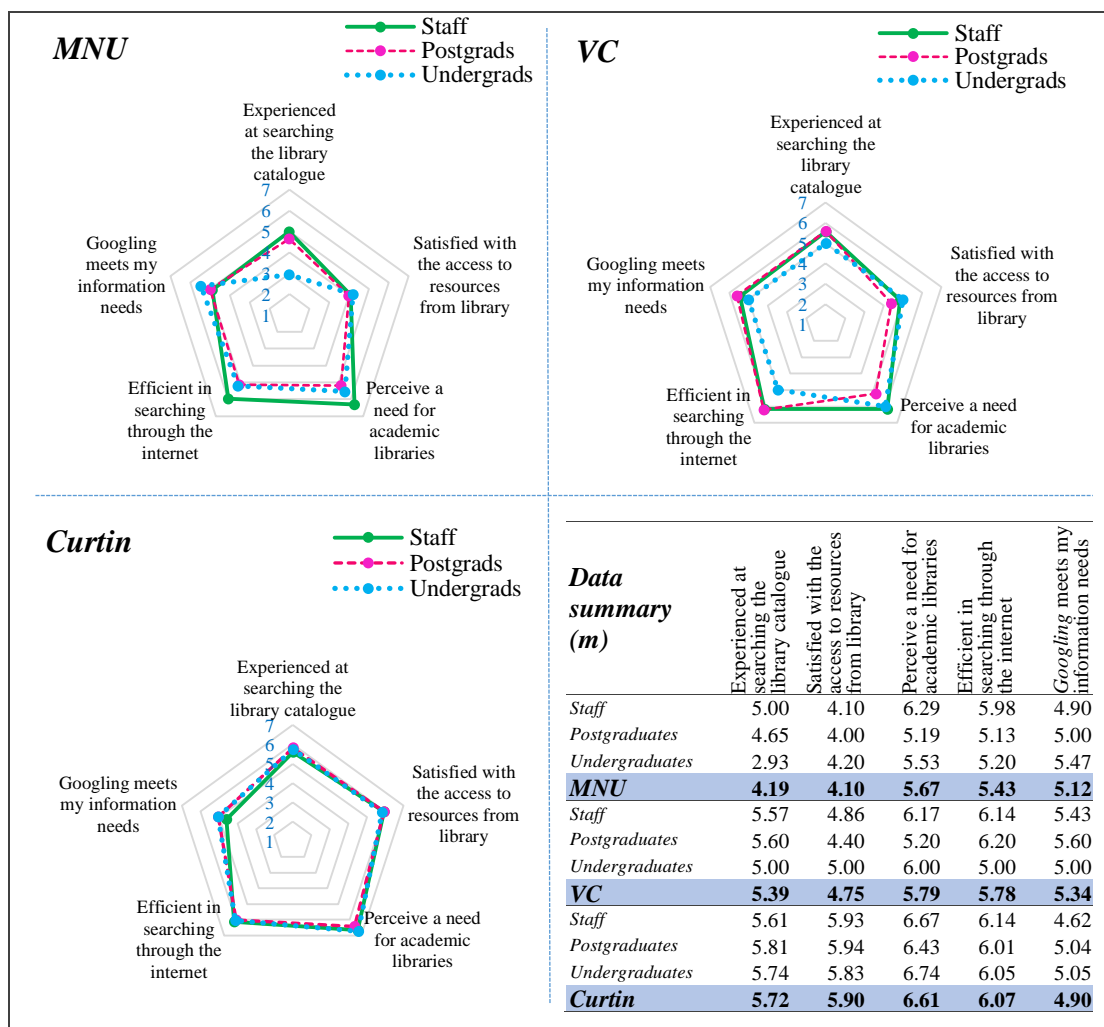 MNU
Staff
Postgrads
Undergrads
Experienced
at searching
the library
catalogue
7
6
5
4
3
2
1
Googling
meets my
information
needs
Satisfied with
the access to
resources
from library
Efficient in
searching
through the
internet
Perceive a
need for
academic
libraries
VC
Staff
Postgrads
Undergrads
Experienced at
searching the
library
catalogue
7
6
5
4
3
2
1
Googling meets
my information
needs
Satisfied with
the access to
resources from
library
Efficient in
searching
through the
internet
Perceive a need
for academic
libraries
Curtin
Staff
Postgrads
Undergrads
Experienced at
searching the
library catalogue
7
6
5
4
3
2
1
Googling meets
my information
needs
Satisfied with
the access to
resources from
library
Efficient in
searching
through the
internet
Perceive a need
for academic
libraries
Data
summary
(m)
Experienced at
searching the
library catalogue
Satisfied with the
access to resources
from library
Perceive a need for
academic libraries
Efficient in
searching through
the internet
Googling meets my
information needs
Staff 5.00 4.10 6.29 5.98 4.90
Postgraduates 4.65 4.00 5.19 5.13 5.00
Undergraduates 2.93 4.20 5.53 5.20 5.47
MNU 4.19 4.10 5.67 5.43 5.12
Staff 5.57 4.86 6.17 6.14 5.43
Postgraduates 5.60 4.40 5.20 6.20 5.60
Undergraduates 5.00 5.00 6.00 5.00 5.00
VC 5.39 4.75 5.79 5.78 5.34
Staff 5.61 5.93 6.67 6.14 4.62
Postgraduates 5.81 5.94 6.43 6.01 5.04
Undergraduates 5.74 5.83 6.74 6.05 5.05
Curtin 5.72 5.90 6.61 6.07 4.90